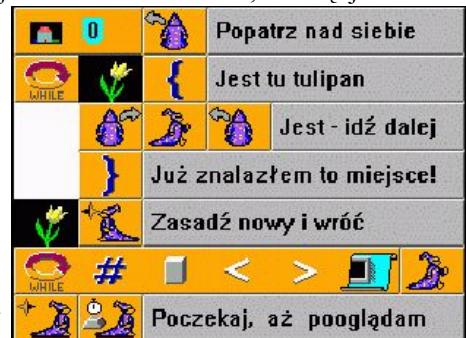 0 Popatrz nad siebie
WHILE { Jest tu tulipan
Jest - idź dalej
} Już znalazłem to miejsce!
Zasadź nowy i wróć
WHILE # < >
Poczekaj, aż pooglądam